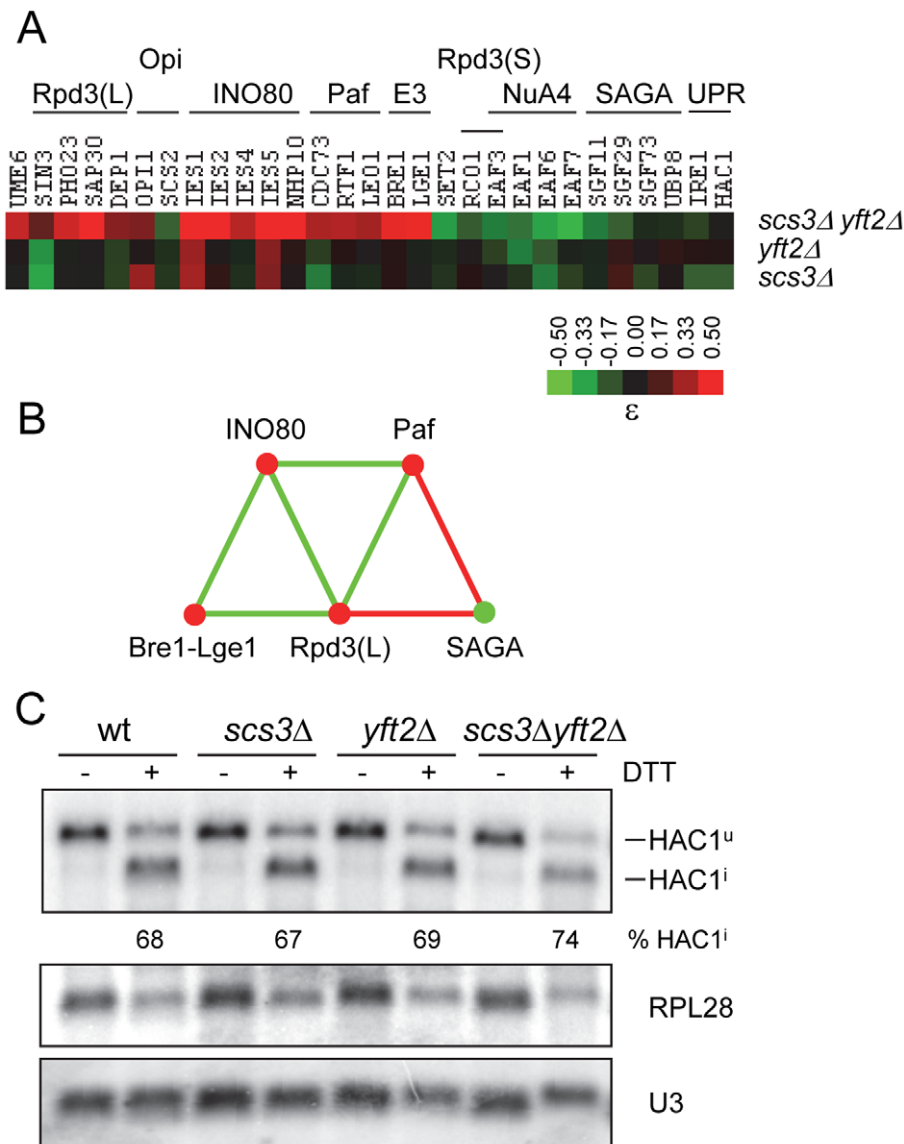 A
Opi
Rpd3(S)
Rpd3(L)
INO80
Paf
E3
NuA4
SAGA
UPR
UME6
SIN3
PHO23
SAP30
DEP1
OPI1
SCS2
IES1
IES2
IES4
IES5
NHP10
CDC73
RTF1
LEO1
BRE1
LGE1
SET2
RCO1
EAF3
EAF1
EAF6
EAF7
SGF11
SGF29
SGF73
UBP8
IRE1
HAC1
scs3Δ yft2Δ
yft2Δ
scs3Δ
-0.50
-0.33
-0.17
0.00
0.17
0.33
0.50
ε
B
INO80
Paf
Bre1-Lge1
Rpd3(L)
SAGA
C
wt
scs3Δ
yft2Δ
scs3Δyft2Δ
- + - + - + - + DTT
HAC1ᵘ
HAC1ⁱ
68 67 69 74 % HAC1ⁱ
RPL28
U3